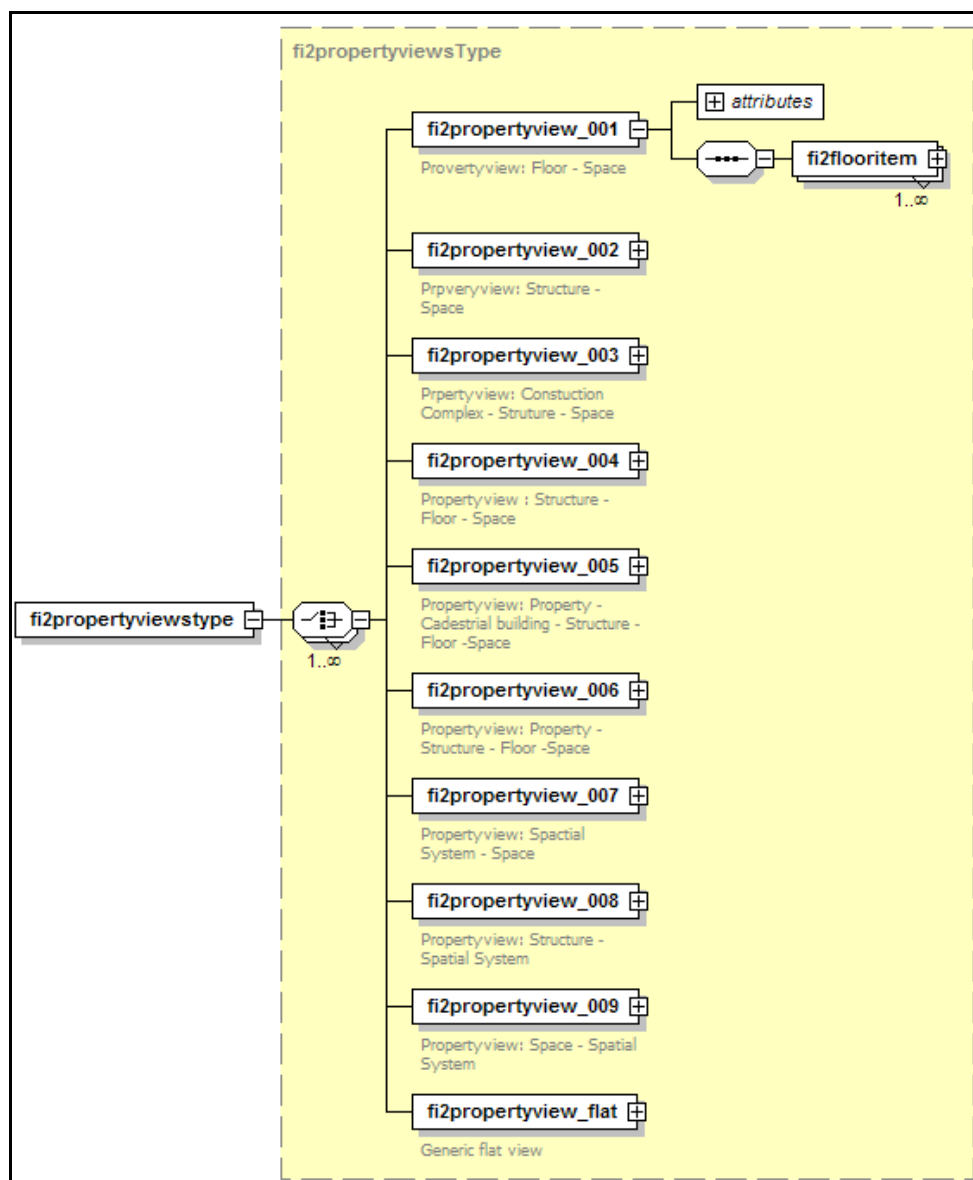 fi2propertyviewsType
attributes
fi2propertyview_001
fi2flooritem
Provertyview: Floor - Space
1..∞
fi2propertyview_002
Prpveryview: Structure -
Space
fi2propertyview_003
Prpertyview: Constuction
Complex - Struture - Space
fi2propertyview_004
Propertyview : Structure -
Floor - Space
fi2propertyview_005
Propertyview: Property -
Cadestrial building - Structure -
Floor -Space
fi2propertyviewstype
1..∞
fi2propertyview_006
Propertyview: Property -
Structure - Floor -Space
fi2propertyview_007
Propertyview: Spactial
System - Space
fi2propertyview_008
Propertyview: Structure -
Spatial System
fi2propertyview_009
Propertyview: Space - Spatial
System
fi2propertyview_flat
Generic flat view